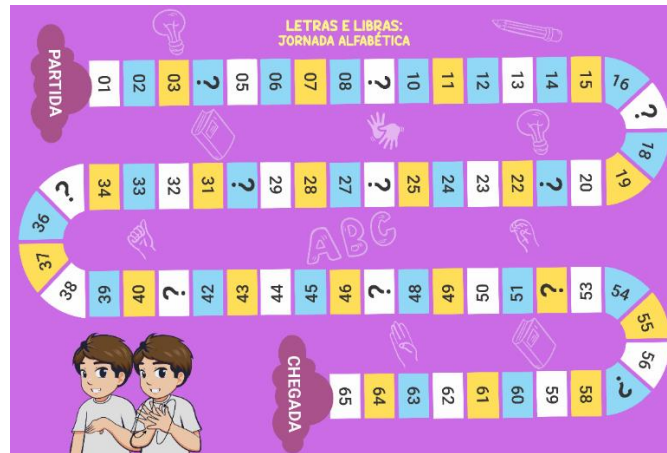 LETRAS E LIBRAS:
JORNADA ALFABÉTICA
PARTIDA
01 02 03 ? 05 06 07 08 ? 10 11 12 13 14 15 16 ? 18 19
20 ? 22 23 24 25 ? 27 28 29 ? 31 32 33 34 ? 36 37 38
ABC
39 40 ? 42 43 44 45 46 ? 48 49 50 51 ? 53 54 55 56 ?
58 59 60 61 62 63 64 65
CHEGADA